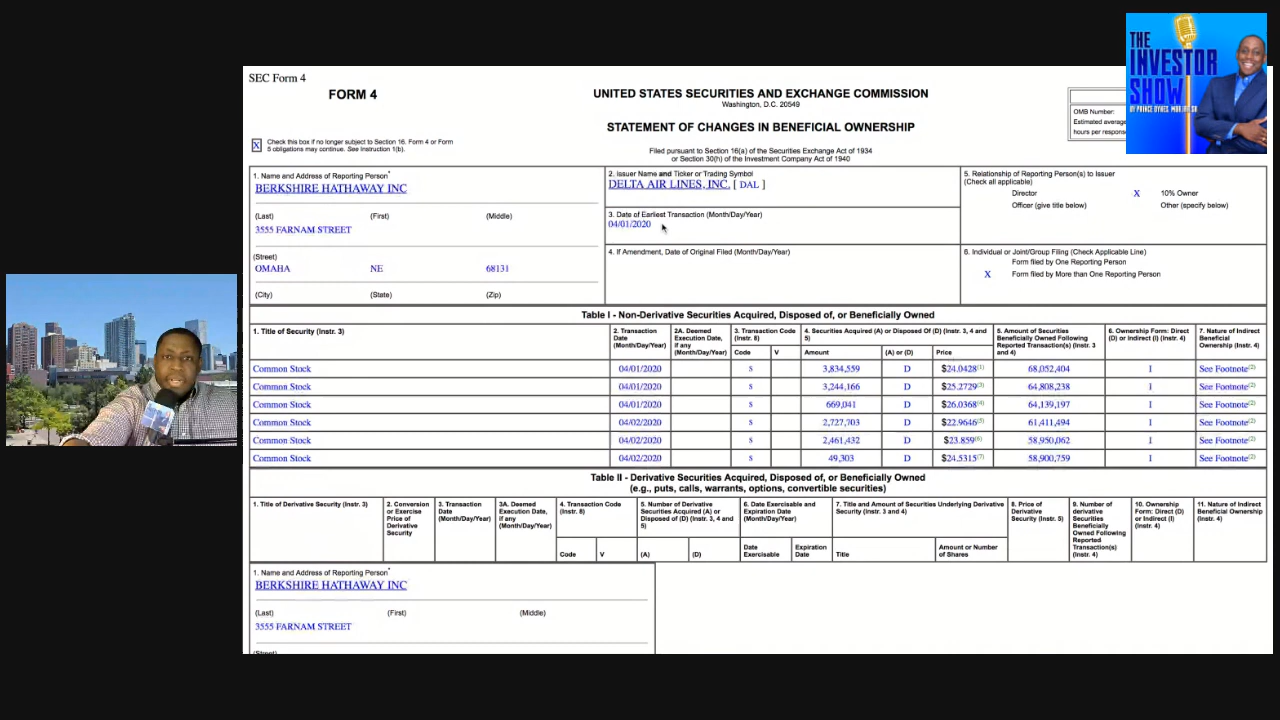 THE
INVESTOR
SHOW
SEC Form 4
FORM 4
UNITED STATES SECURITIES AND EXCHANGE COMMISSION
Washington, D.C. 20549
STATEMENT OF CHANGES IN BENEFICIAL OWNERSHIP
Filed pursuant to Section 16(a) of the Securities Exchange Act of 1934
or Section 30(h) of the Investment Company Act of 1940
OMB Number:
Estimated average
hours per response
X Check this box if no longer subject to Section 16. Form 4 or Form
5 obligations may continue. See Instruction 1(b).
1. Name and Address of Reporting Person*
BERKSHIRE HATHAWAY INC
(Last) (First) (Middle)
3555 FARNAM STREET
(Street)
OMAHA NE 68131
(City) (State) (Zip)
2. Issuer Name and Ticker or Trading Symbol
DELTA AIR LINES, INC. [ DAL ]
3. Date of Earliest Transaction (Month/Day/Year)
04/01/2020
4. If Amendment, Date of Original Filed (Month/Day/Year)
5. Relationship of Reporting Person(s) to Issuer
(Check all applicable)
Director X 10% Owner
Officer (give title below) Other (specify below)
6. Individual or Joint/Group Filing (Check Applicable Line)
Form filed by One Reporting Person
X Form filed by More than One Reporting Person
Table I - Non-Derivative Securities Acquired, Disposed of, or Beneficially Owned
1. Title of Security (Instr. 3)
2. Transaction
Date
(Month/Day/Year)
2A. Deemed
Execution Date,
if any
(Month/Day/Year)
3. Transaction Code
(Instr. 8)
4. Securities Acquired (A) or Disposed Of (D) (Instr. 3, 4 and
5)
5. Amount of Securities
Beneficially Owned Following
Reported Transaction(s) (Instr. 3
and 4)
6. Ownership Form: Direct
(D) or Indirect (I) (Instr. 4)
7. Nature of Indirect
Beneficial
Ownership (Instr. 4)
Code V Amount (A) or (D) Price
Common Stock 04/01/2020 S 3,834,559 D $24.0428(1) 68,052,404 I See Footnote(2)
Common Stock 04/01/2020 S 3,244,166 D $25.2729(3) 64,808,238 I See Footnote(2)
Common Stock 04/01/2020 S 669,041 D $26.0368(4) 64,139,197 I See Footnote(2)
Common Stock 04/02/2020 S 2,727,703 D $22.9646(5) 61,411,494 I See Footnote(2)
Common Stock 04/02/2020 S 2,461,432 D $23.859(6) 58,950,062 I See Footnote(2)
Common Stock 04/02/2020 S 49,303 D $24.5315(7) 58,900,759 I See Footnote(2)
Table II - Derivative Securities Acquired, Disposed of, or Beneficially Owned
(e.g., puts, calls, warrants, options, convertible securities)
1. Title of Derivative Security (Instr. 3)
2. Conversion
or Exercise
Price of
Derivative
Security
3. Transaction
Date
(Month/Day/Year)
3A. Deemed
Execution Date,
if any
(Month/Day/Year)
4. Transaction Code
(Instr. 8)
5. Number of Derivative
Securities Acquired (A) or
Disposed of (D) (Instr. 3, 4 and
5)
6. Date Exercisable and
Expiration Date
(Month/Day/Year)
7. Title and Amount of Securities Underlying Derivative
Security (Instr. 3 and 4)
8. Price of
Derivative
Security (Instr. 5)
9. Number of
derivative
Securities
Beneficially
Owned Following
Reported
Transaction(s)
(Instr. 4)
10. Ownership
Form: Direct (D)
or Indirect (I)
(Instr. 4)
11. Nature of Indirect
Beneficial Ownership
(Instr. 4)
Code V (A) (D)
Date
Exercisable
Expiration
Date
Title
Amount or Number
of Shares
1. Name and Address of Reporting Person*
BERKSHIRE HATHAWAY INC
(Last) (First) (Middle)
3555 FARNAM STREET
(Street)